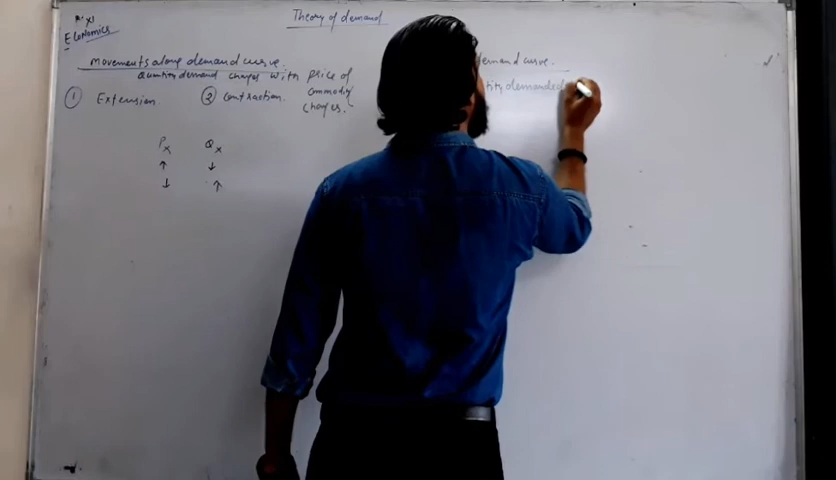 XI
Economics
Theory of demand
Movements along demand curve.
Quantity demand changes with price of
commodity
changes.
① Extension ② contraction.
Px Qx
↑ ↓
↓ ↑
demand curve.
tity demanded